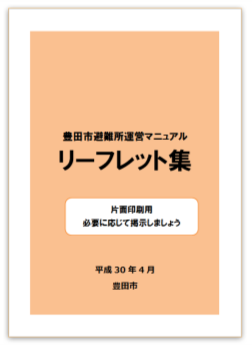 豊田市避難所運営マニュアル
リーフレット集
片面印刷用
必要に応じて掲示しましょう
平成 30 年 4 月
豊田市